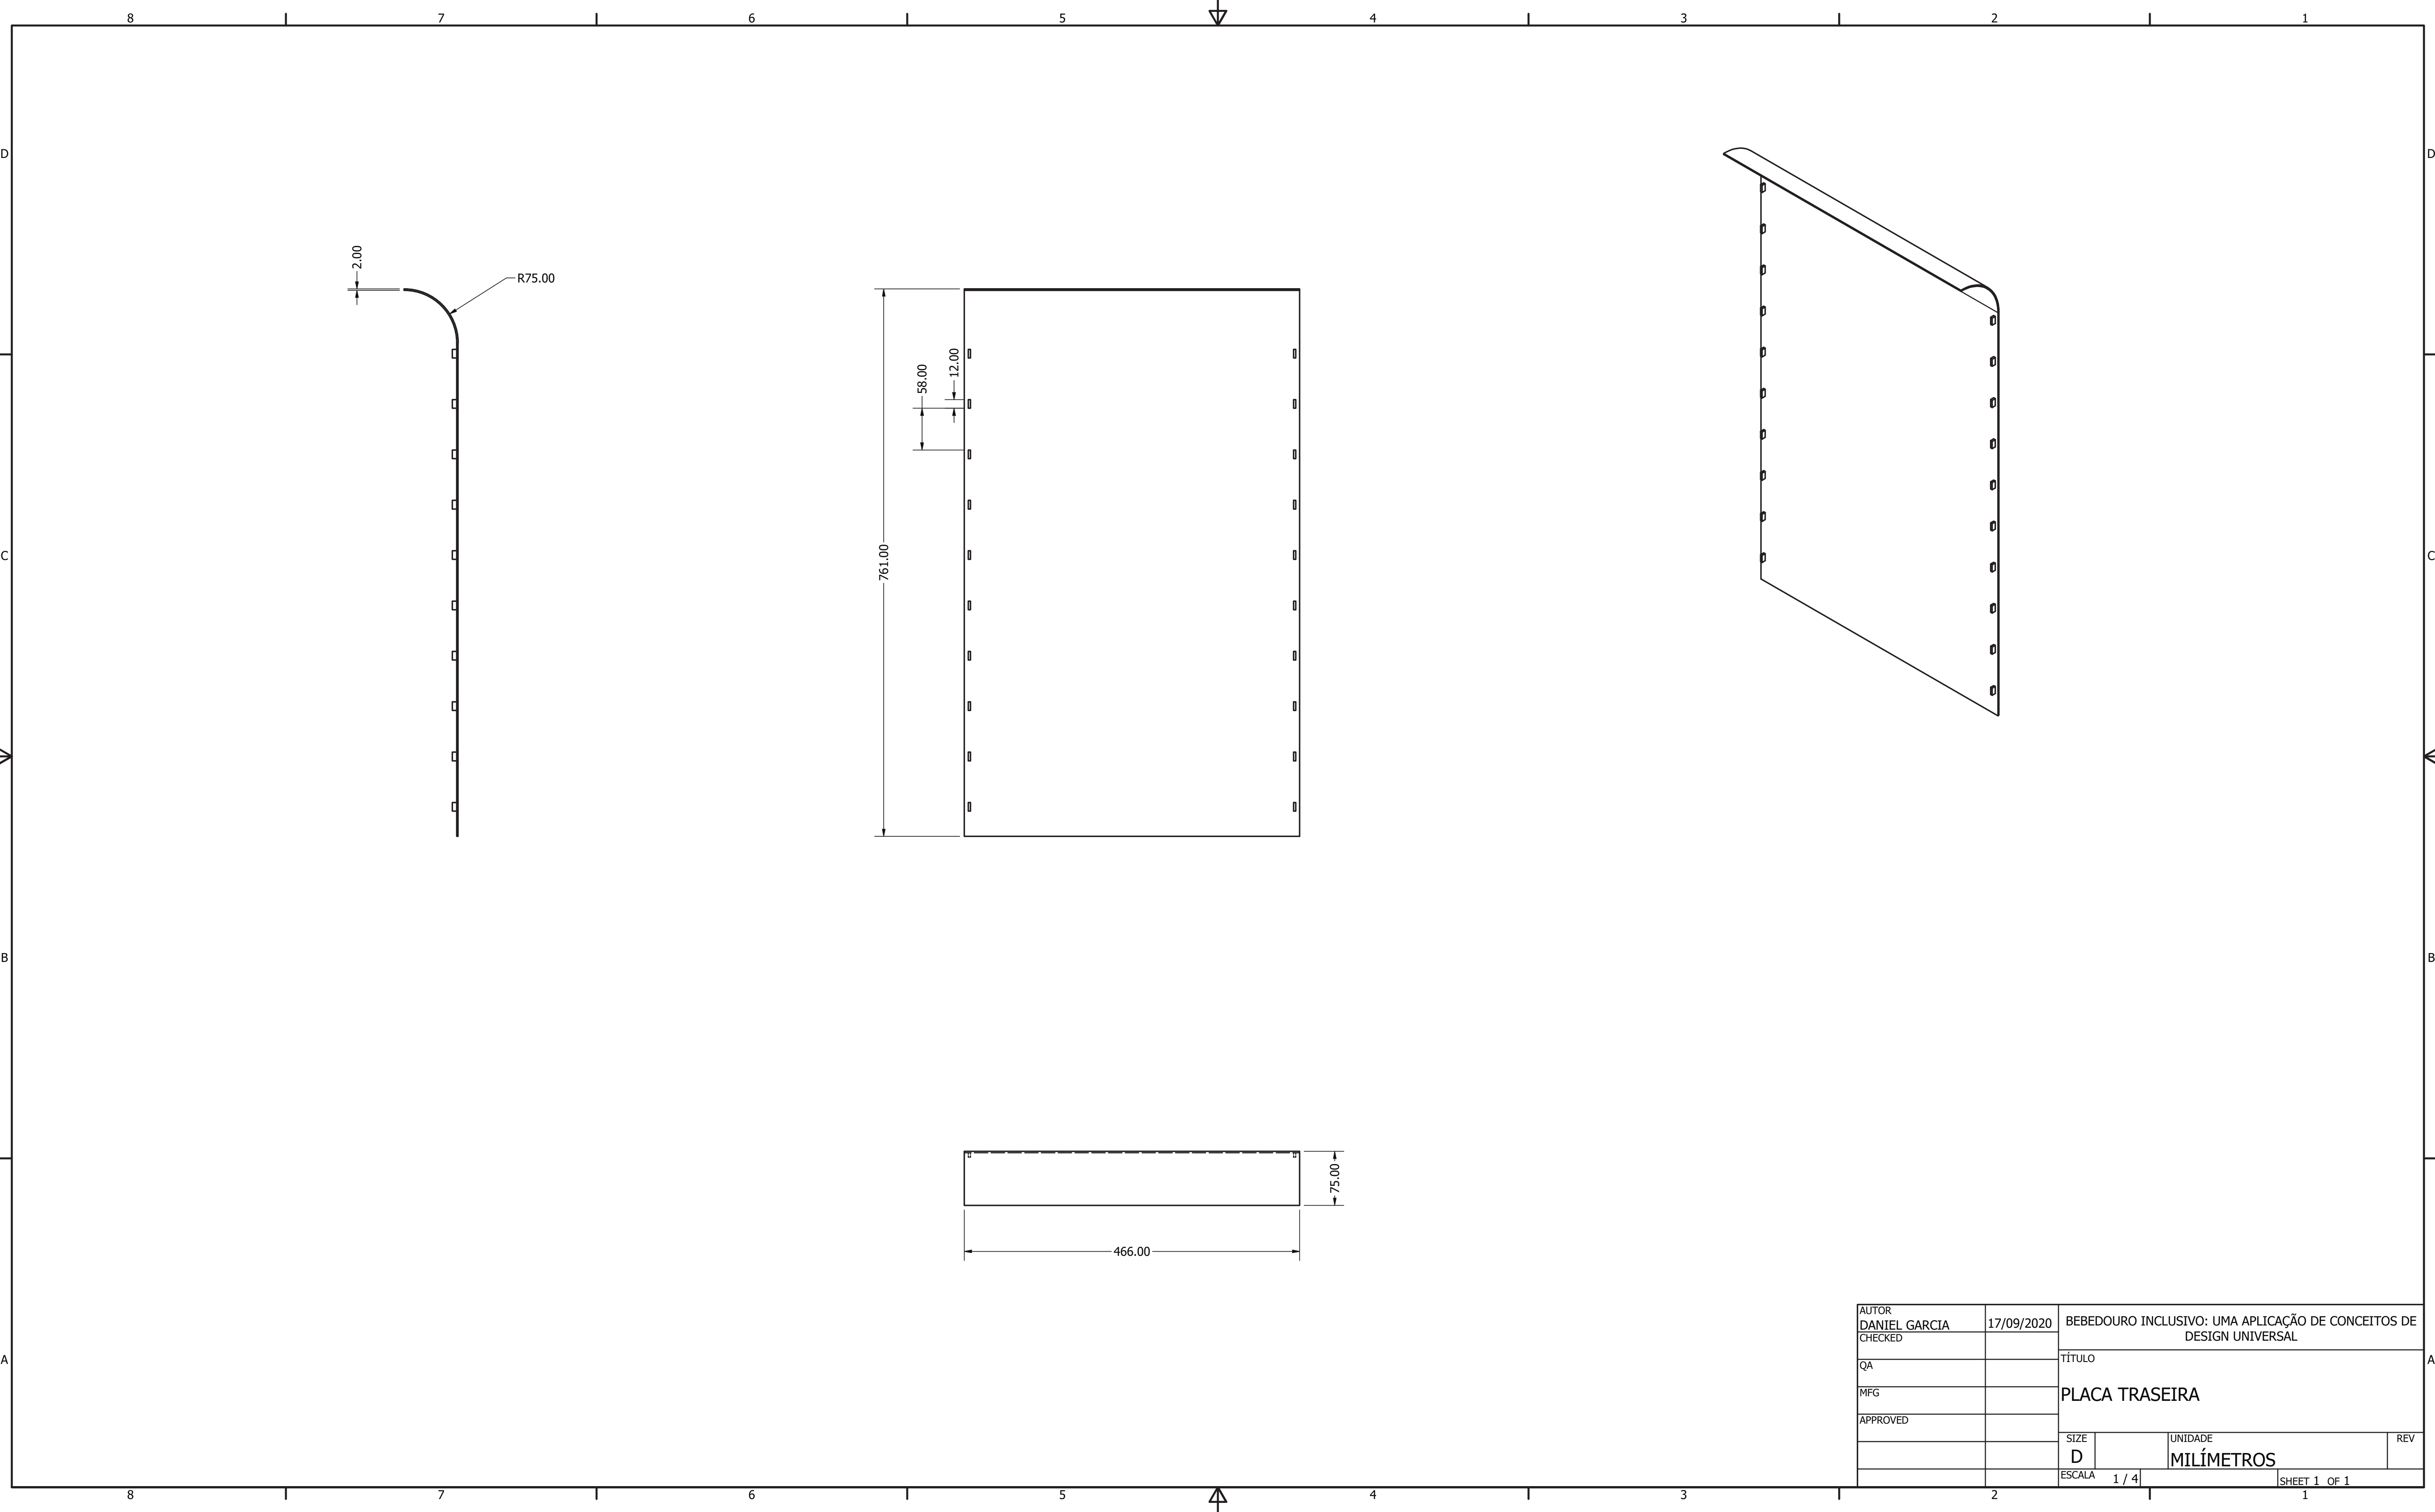 8 7 6 5 4 3 2 1
D D
2.00
R75.00
12.00
58.00
C C
761.00
B B
75.00
466.00
AUTOR
DANIEL GARCIA 17/09/2020
BEBEDOURO INCLUSIVO: UMA APLICAÇÃO DE CONCEITOS DE
DESIGN UNIVERSAL
CHECKED
A A
TÍTULO
QA
MFG
PLACA TRASEIRA
APPROVED
SIZE UNIDADE REV
D MILÍMETROS
ESCALA 1 / 4 SHEET 1 OF 1
8 7 6 5 4 3 2 1